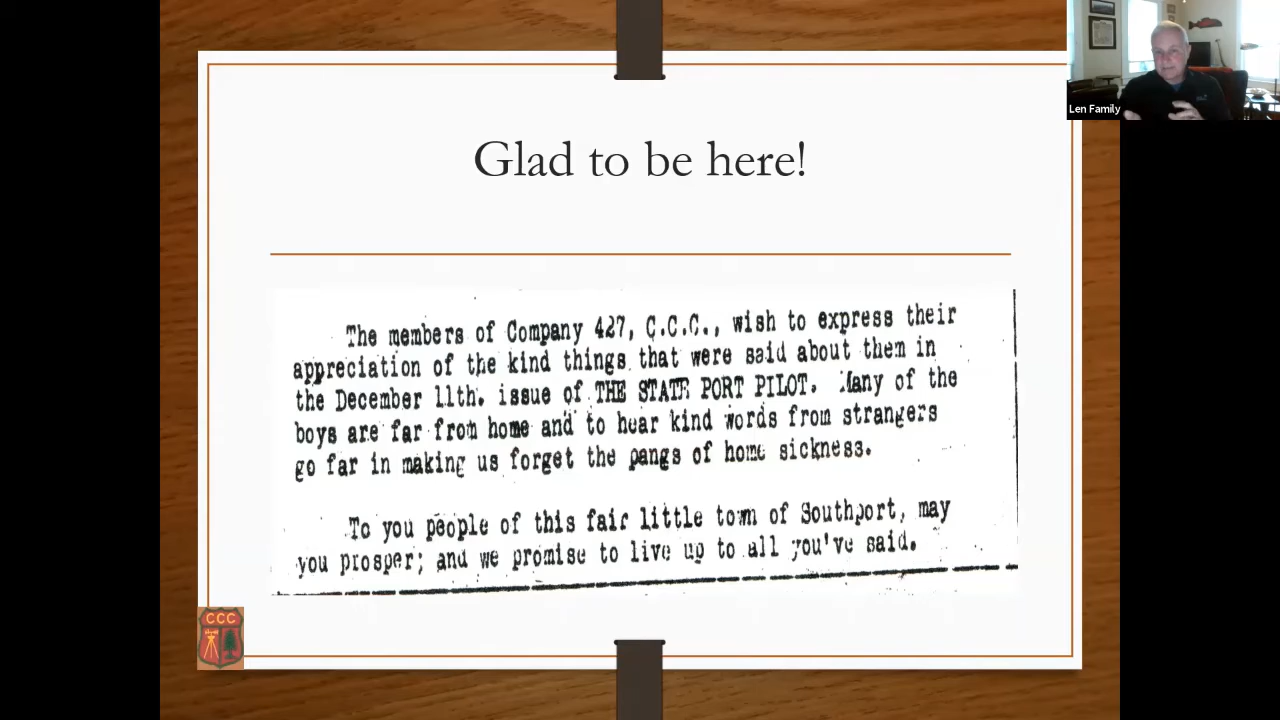 Glad to be here!
The members of Company 427, C.C.C., wish to express their
appreciation of the kind things that were said about them in
the December 11th. issue of THE STATE PORT PILOT. Many of the
boys are far from home and to hear kind words from strangers
go far in making us forget the pangs of home sickness.
To you people of this fair little town of Southport, may
you prosper; and we promise to live up to all you've said.
CCC
Len Family